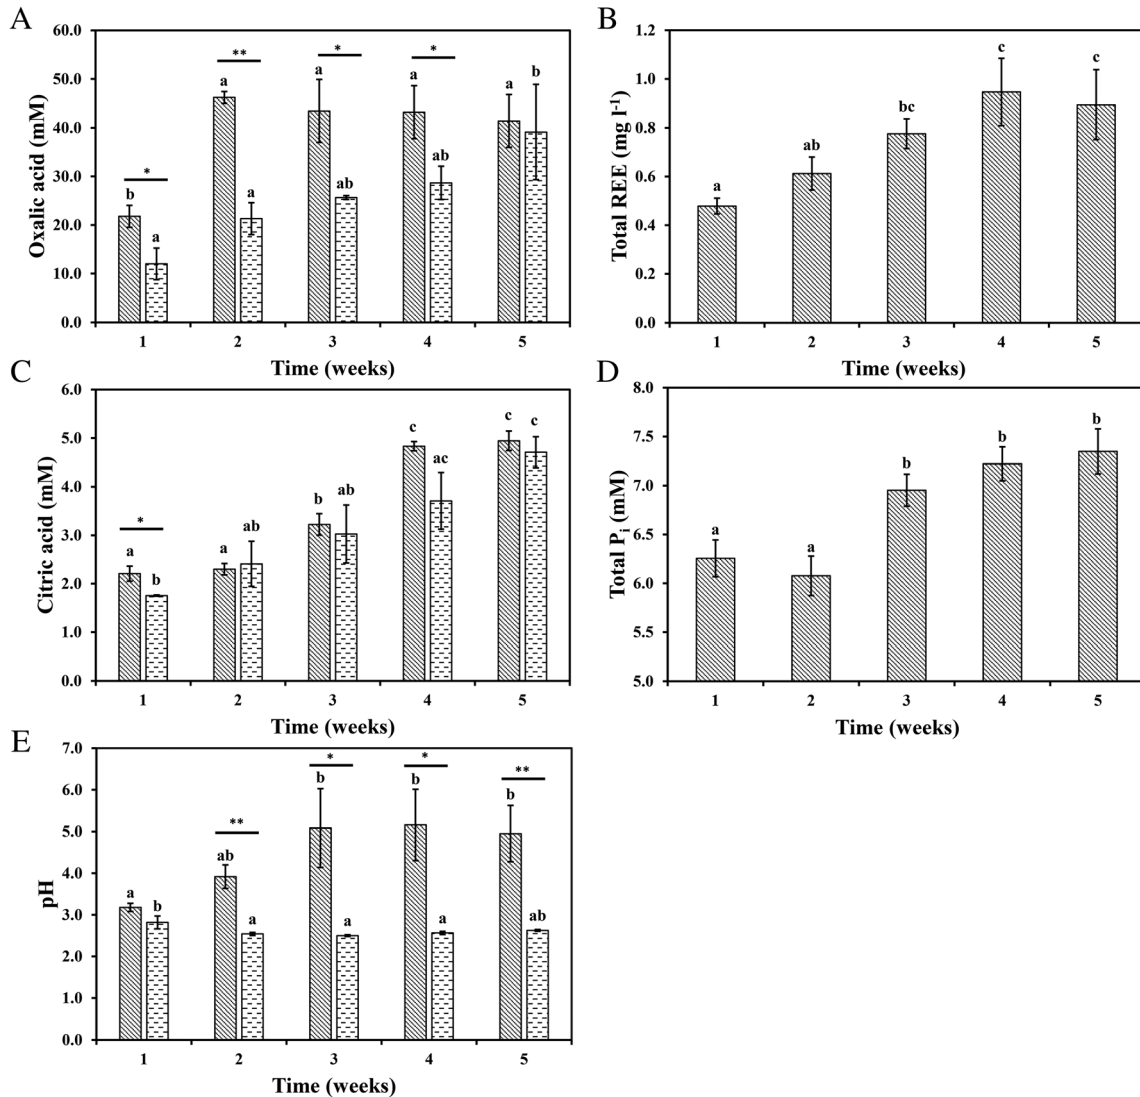 A
60.0
50.0
40.0
30.0
20.0
10.0
0.0
Oxalic acid (mM)
* ** * *
b a a a a a ab a ab a b
1 2 3 4 5
Time (weeks)
B
1.2
1.0
0.8
0.6
0.4
0.2
0.0
Total REE (mg l-1)
a ab bc c c
1 2 3 4 5
Time (weeks)
C
6.0
5.0
4.0
3.0
2.0
1.0
0.0
Citric acid (mM)
*
a b a ab b ab c ac c c
1 2 3 4 5
Time (weeks)
D
8.0
7.5
7.0
6.5
6.0
5.5
5.0
Total Pi (mM)
a a b b b
1 2 3 4 5
Time (weeks)
E
7.0
6.0
5.0
4.0
3.0
2.0
1.0
0.0
pH
** * * **
a b ab a b a b a b ab
1 2 3 4 5
Time (weeks)